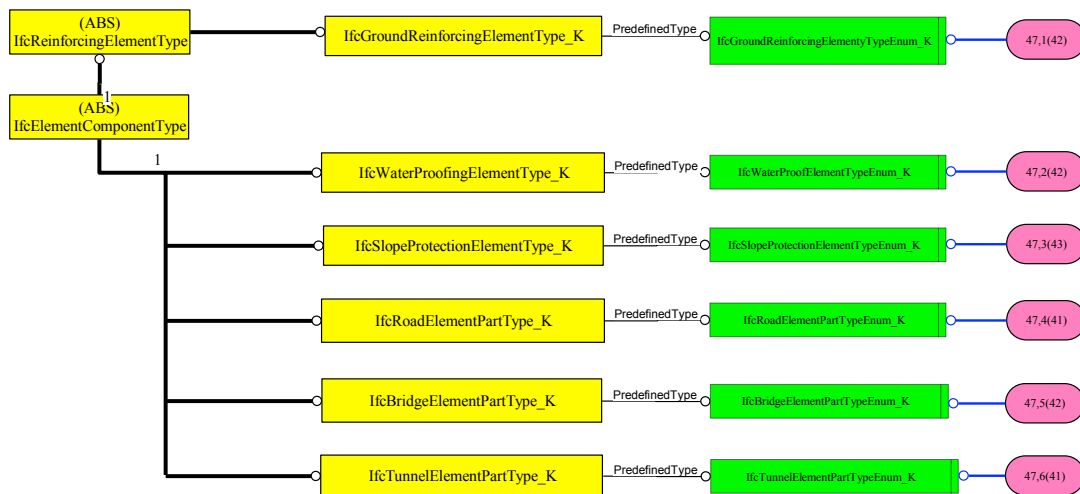 (ABS)
IfcReinforcingElementType
IfcGroundReinforcingElementType_K
PredefinedType
IfcGroundReinforcingElementyTypeEnum_K
47,1(42)
1
(ABS)
IfcElementComponentType
1
IfcWaterProofingElementType_K
PredefinedType
IfcWaterProofElementTypeEnum_K
47,2(42)
IfcSlopeProtectionElementType_K
PredefinedType
IfcSlopeProtectionElementTypeEnum_K
47,3(43)
IfcRoadElementPartType_K
PredefinedType
IfcRoadElementPartTypeEnum_K
47,4(41)
IfcBridgeElementPartType_K
PredefinedType
IfcBridgeElementPartTypeEnum_K
47,5(42)
IfcTunnelElementPartType_K
PredefinedType
IfcTunnelElementPartTypeEnum_K
47,6(41)